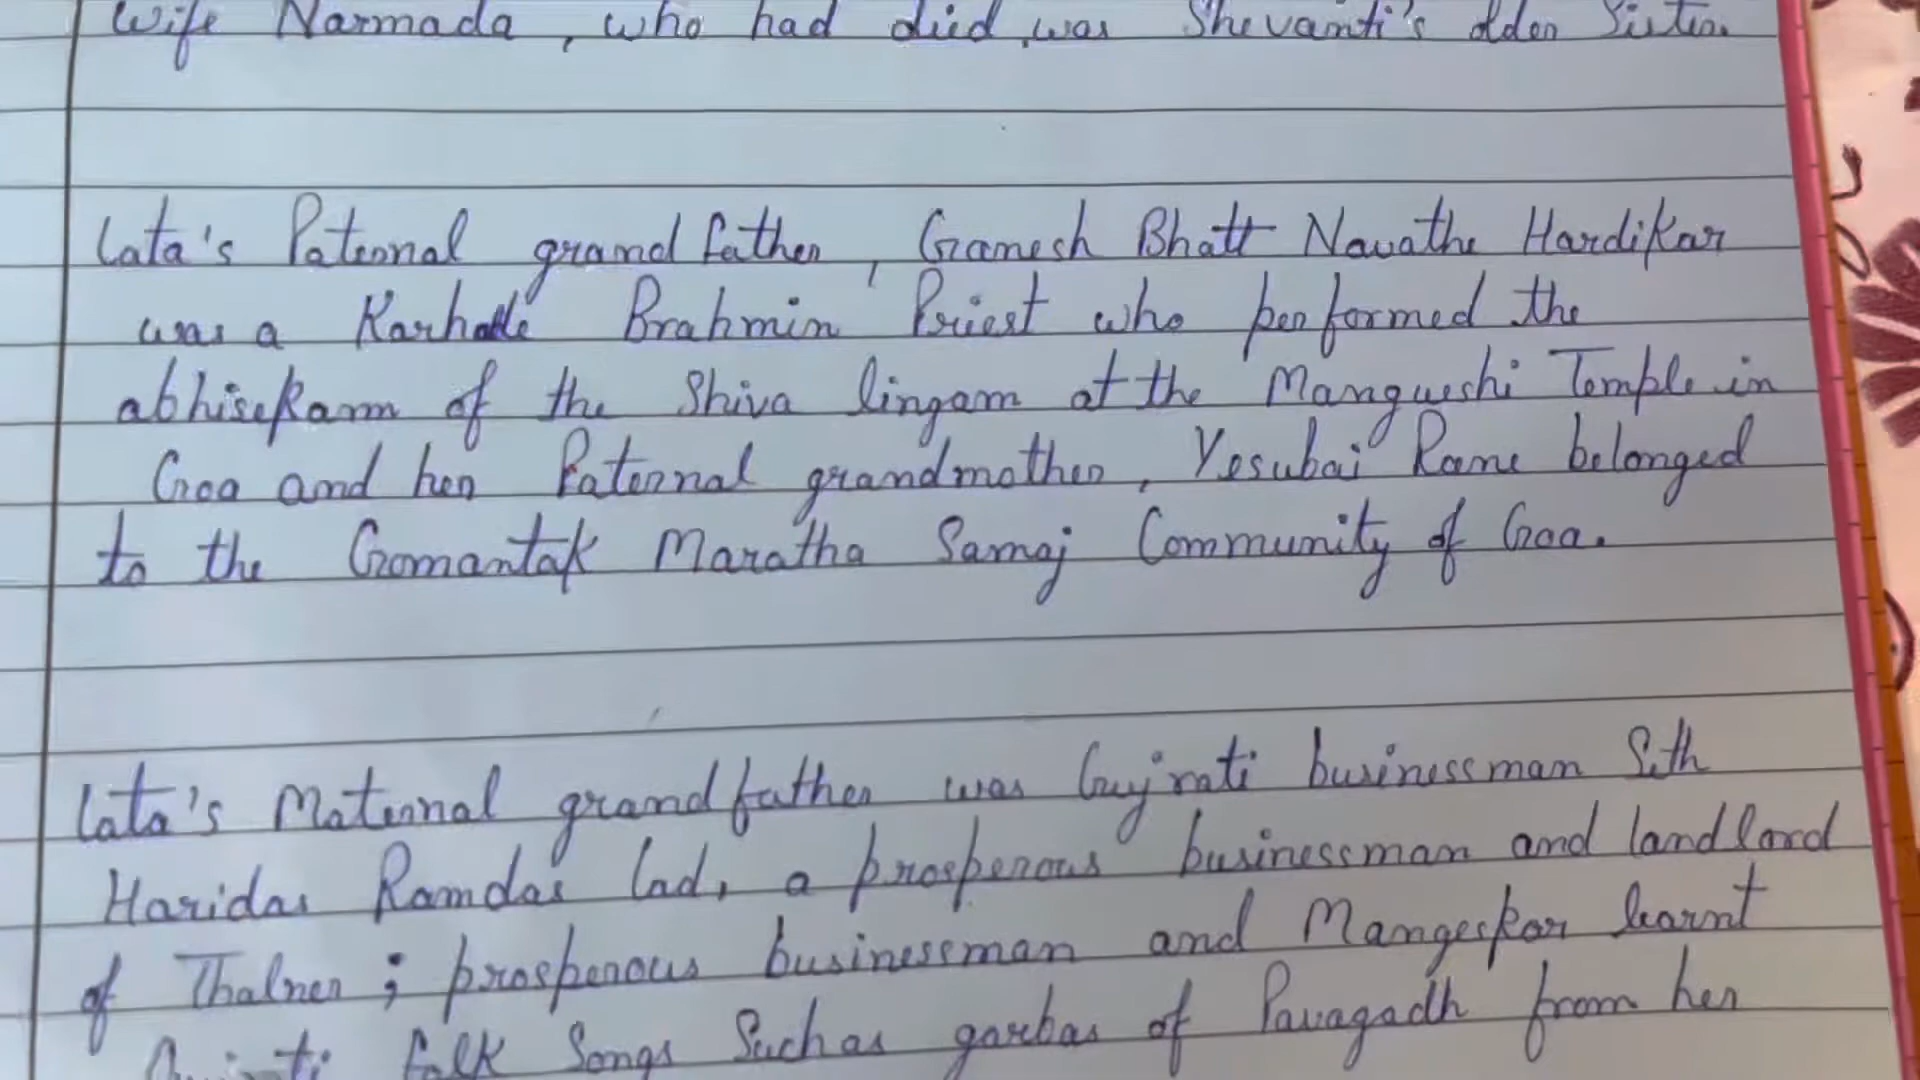 Wife Narmada, who had died, was Shevanti's older Sister.
Lata's Paternal grandfather, Ganesh Bhatt Navathe Hardikar
was a Karhade Brahmin Priest who performed the
abhisekam of the Shiva lingam at the Mangueshi Temple in
Goa and her Paternal grandmother, Yesubai Rane belonged
to the Gomantak Maratha Samaj Community of Goa.
Lata's Maternal grandfather was Gujrati businessman Seth
Haridas Ramdas Lad, a prosperous businessman and landlord
of Thalner; prosperous businessman and Mangeskar learnt
folk Songs Such as garbas of Pavagadh from her